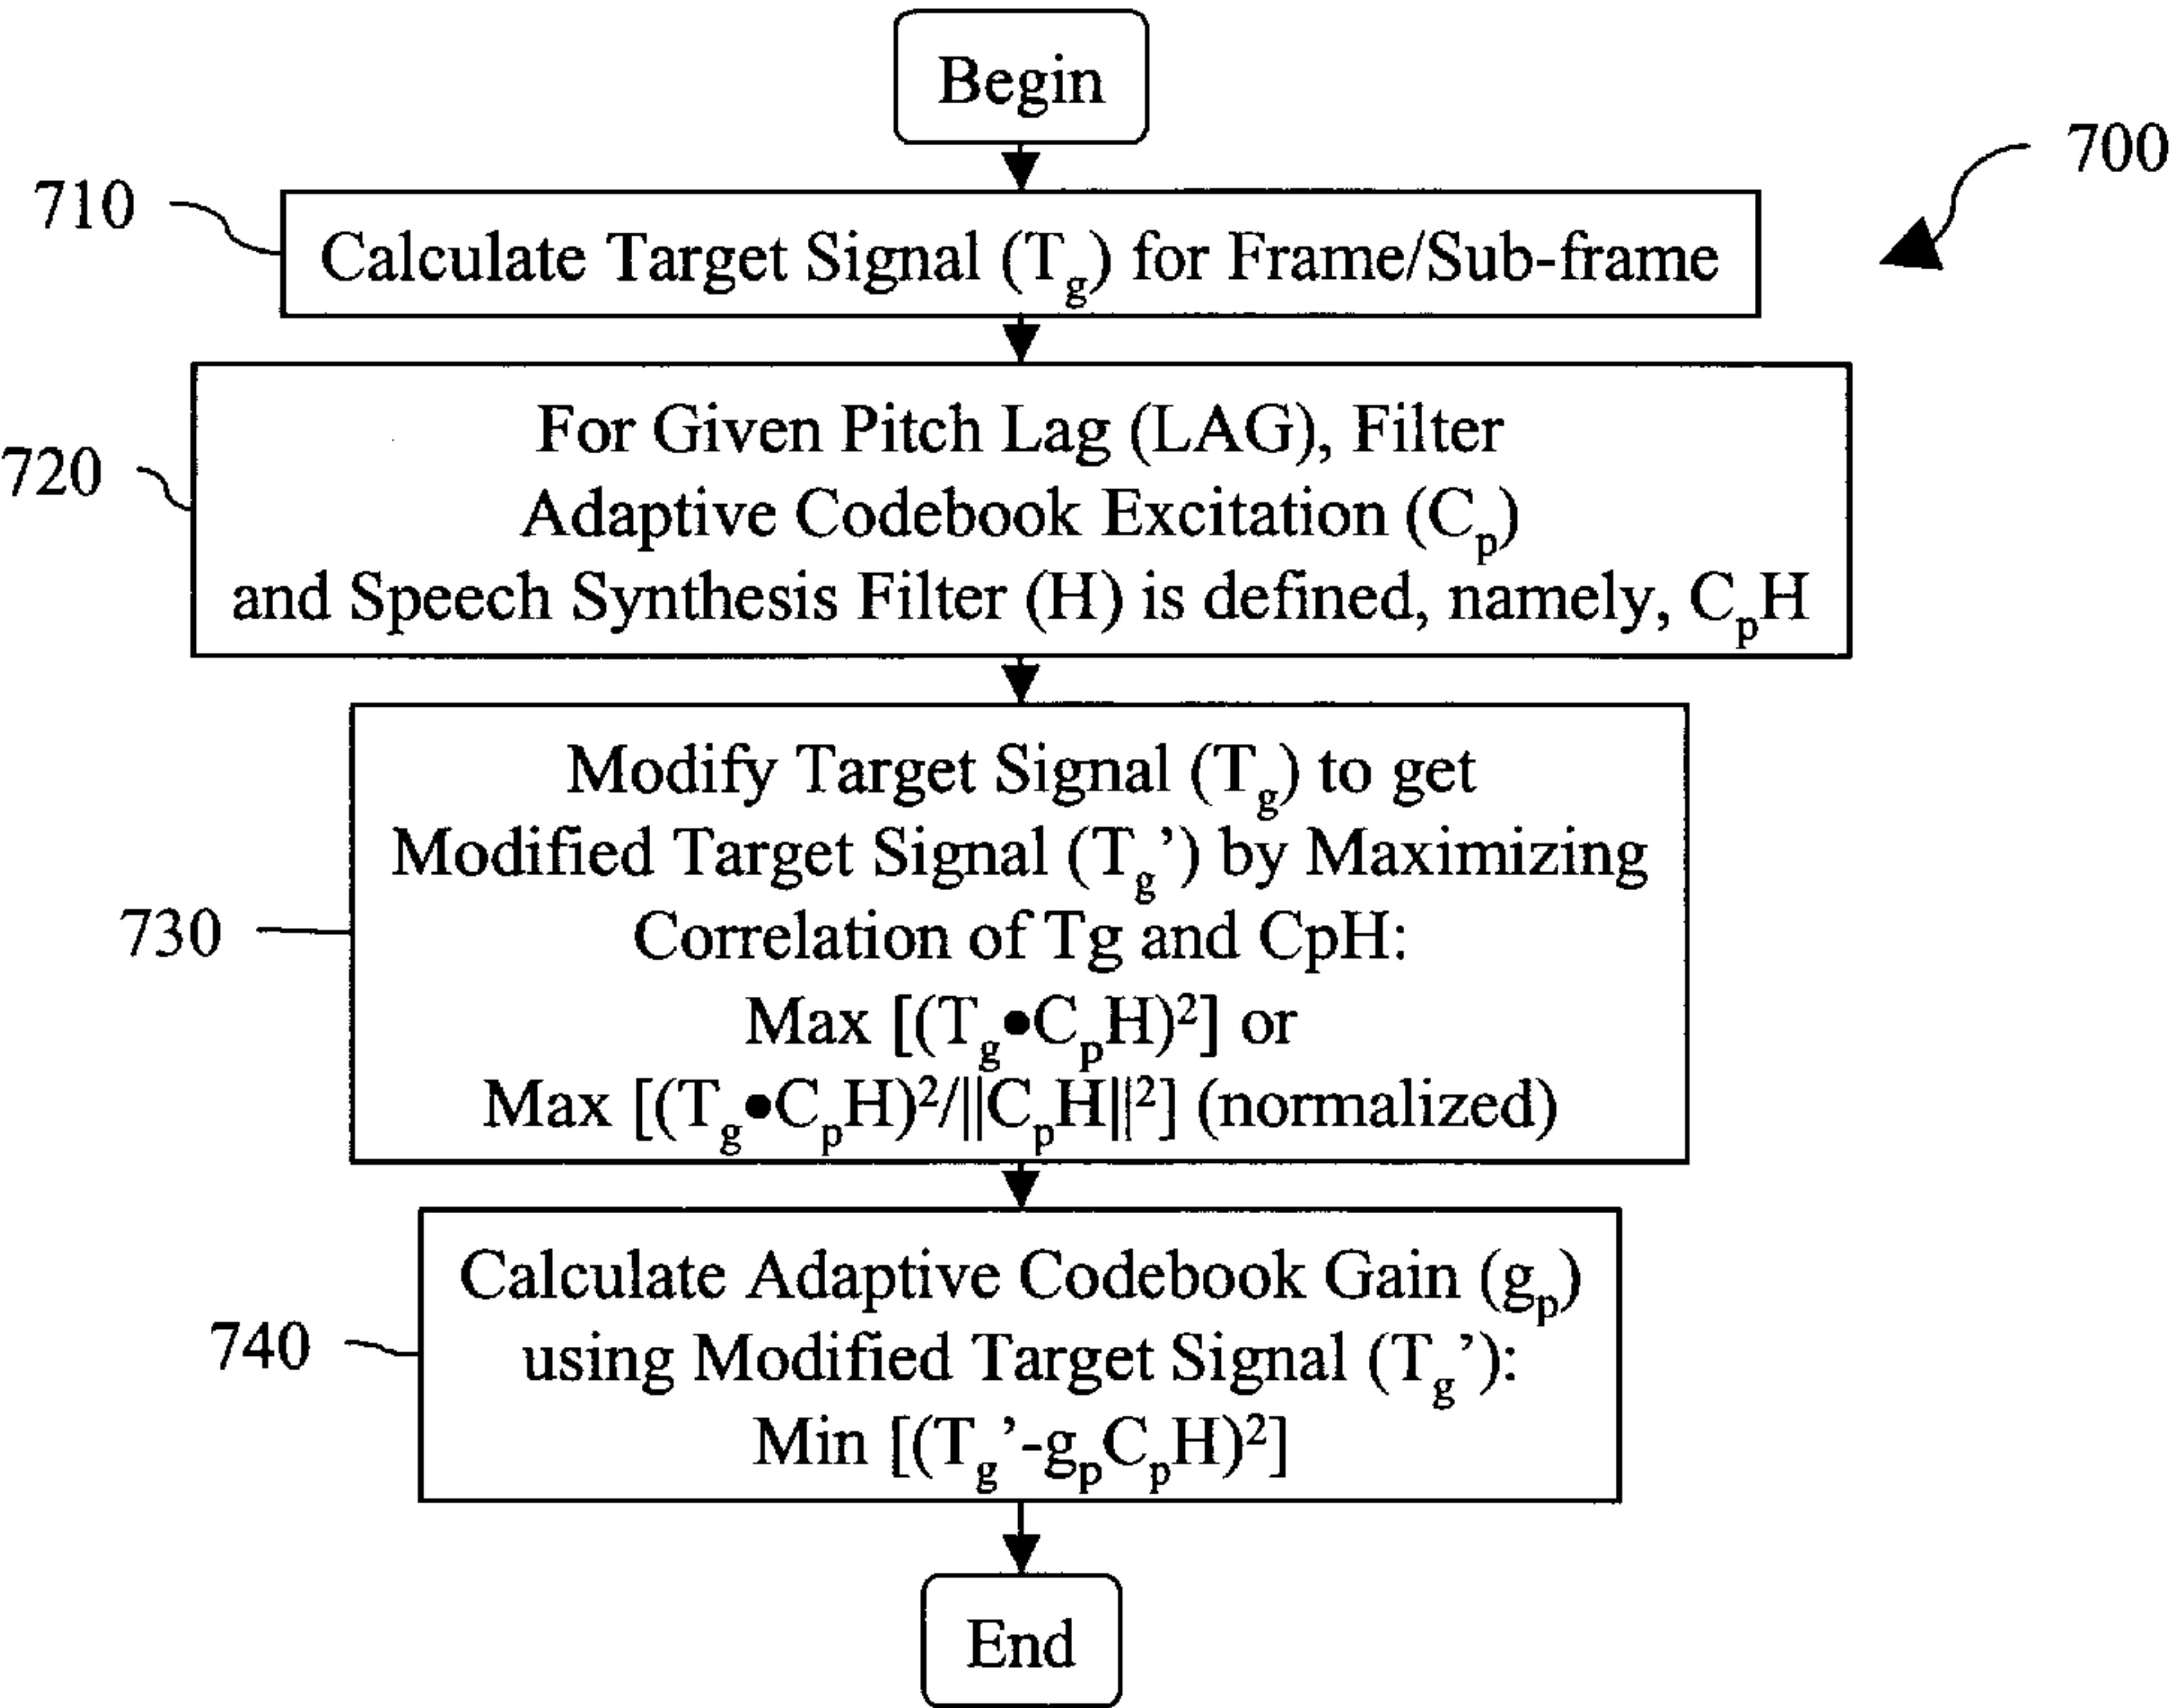 Begin
700
710
Calculate Target Signal (Tg) for Frame/Sub-frame
720
For Given Pitch Lag (LAG), Filter
Adaptive Codebook Excitation (Cp)
and Speech Synthesis Filter (H) is defined, namely, CpH
730
Modify Target Signal (Tg) to get
Modified Target Signal (Tg’) by Maximizing
Correlation of Tg and CpH:
Max [(Tg●CpH)²] or
Max [(Tg●CpH)²/||CpH||²] (normalized)
740
Calculate Adaptive Codebook Gain (gp)
using Modified Target Signal (Tg’):
Min [(Tg’-gpCpH)²]
End